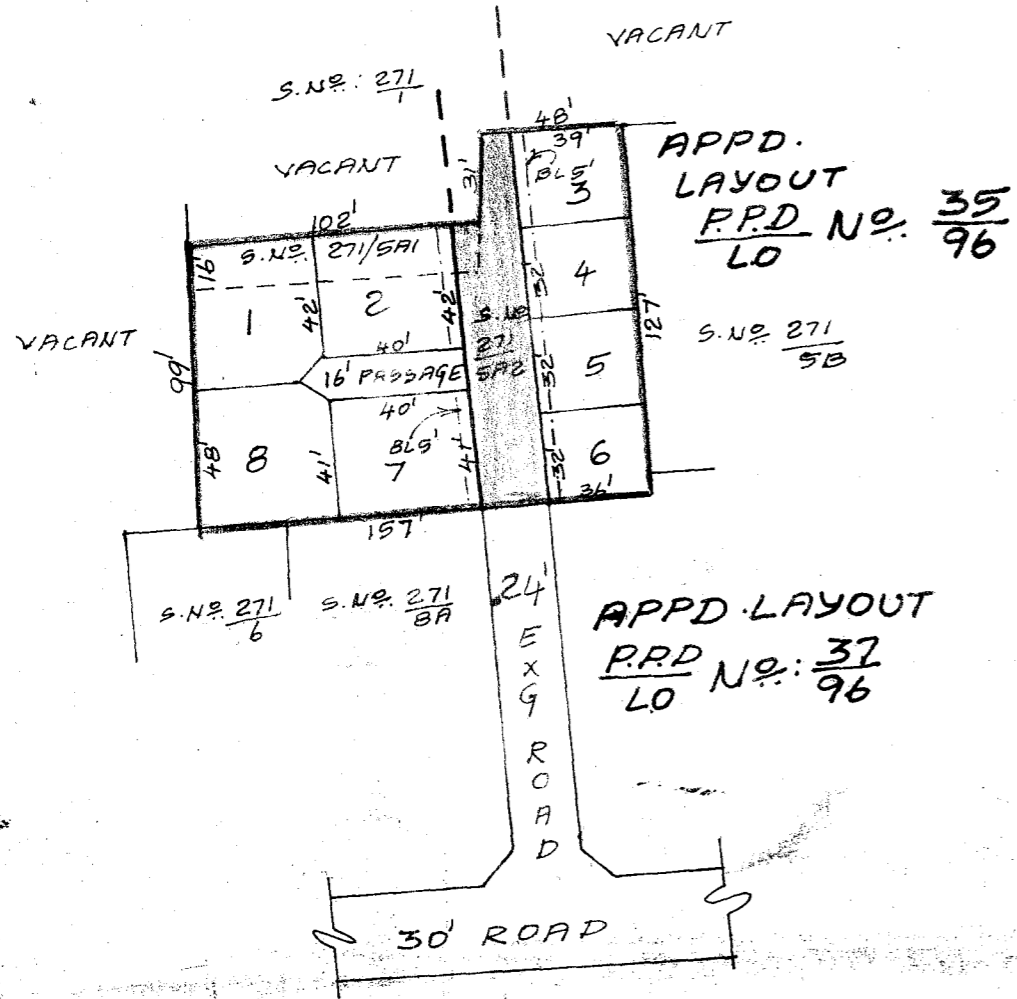 VACANT
S.Nº: 271/1
48'
39'
VACANT
31'
BL5'
3
APPD.
LAYOUT
P.P.D/LO Nº. 35/96
102'
S.Nº. 271/5A1
16'
1
42'
2
42'
4
32'
S.Nº 271/5A2
127'
VACANT
99'
40'
16' PASSAGE
40'
32'
5
S.Nº 271/5B
48'
8
41'
BL5'
7
41'
32'
6
36'
157'
S.Nº 271/6
S.Nº. 271/8A
24'
EXG ROAD
APPD.LAYOUT
P.P.D/LO Nº: 37/96
30' ROAD